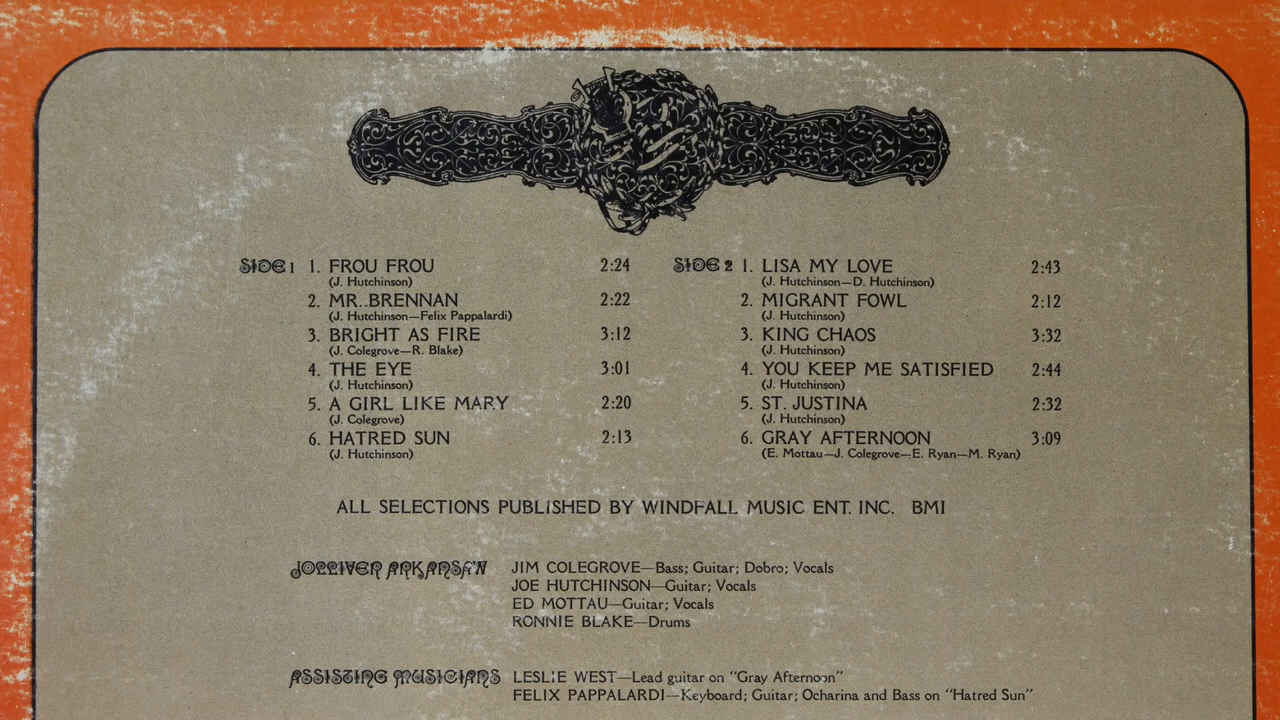 SIDE 1 1. FROU FROU 2:24
(J. Hutchinson)
2. MR. BRENNAN 2:22
(J. Hutchinson—Felix Pappalardi)
3. BRIGHT AS FIRE 3:12
(J. Colegrove—R. Blake)
4. THE EYE 3:01
(J. Hutchinson)
5. A GIRL LIKE MARY 2:20
(J. Colegrove)
6. HATRED SUN 2:13
(J. Hutchinson)
SIDE 2 1. LISA MY LOVE 2:43
(J. Hutchinson—D. Hutchinson)
2. MIGRANT FOWL 2:12
(J. Hutchinson)
3. KING CHAOS 3:32
(J. Hutchinson)
4. YOU KEEP ME SATISFIED 2:44
(J. Hutchinson)
5. ST. JUSTINA 2:32
(J. Hutchinson)
6. GRAY AFTERNOON 3:09
(E. Mottau—J. Colegrove—E. Ryan—M. Ryan)
ALL SELECTIONS PUBLISHED BY WINDFALL MUSIC ENT. INC. BMI
JOLLIVER ARKANSAW JIM COLEGROVE—Bass; Guitar; Dobro; Vocals
JOE HUTCHINSON—Guitar; Vocals
ED MOTTAU—Guitar; Vocals
RONNIE BLAKE—Drums
ASSISTING MUSICIANS LESLIE WEST—Lead guitar on "Gray Afternoon"
FELIX PAPPALARDI—Keyboard; Guitar; Ocharina and Bass on "Hatred Sun"